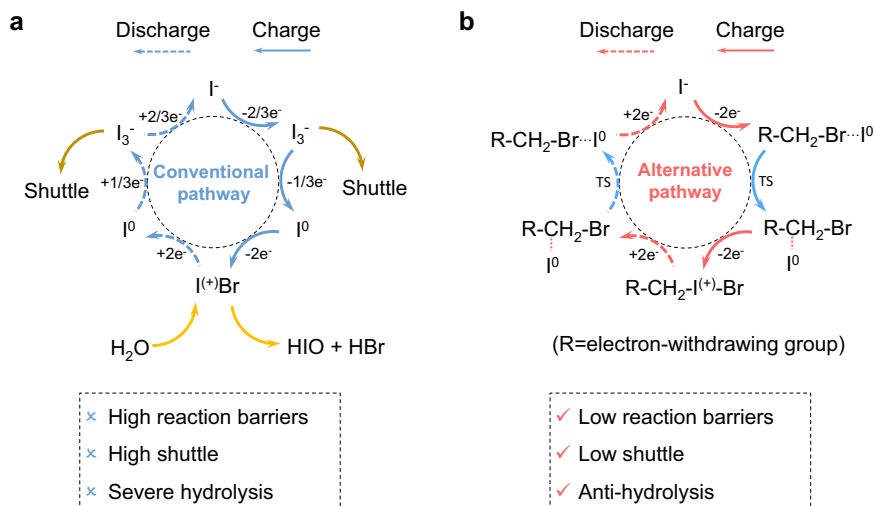 a
Discharge
Charge
I⁻
+2/3e⁻
-2/3e⁻
I₃⁻
I₃⁻
Shuttle
Conventional
pathway
Shuttle
+1/3e⁻
-1/3e⁻
I⁰
I⁰
+2e⁻
-2e⁻
I⁽⁺⁾Br
H₂O
HIO + HBr
× High reaction barriers
× High shuttle
× Severe hydrolysis
b
Discharge
Charge
I⁻
+2e⁻
-2e⁻
R-CH₂-Br···I⁰
R-CH₂-Br···I⁰
Alternative
pathway
TS
TS
R-CH₂-Br
I⁰
R-CH₂-Br
I⁰
+2e⁻
-2e⁻
R-CH₂-I⁽⁺⁾-Br
(R=electron-withdrawing group)
✓ Low reaction barriers
✓ Low shuttle
✓ Anti-hydrolysis